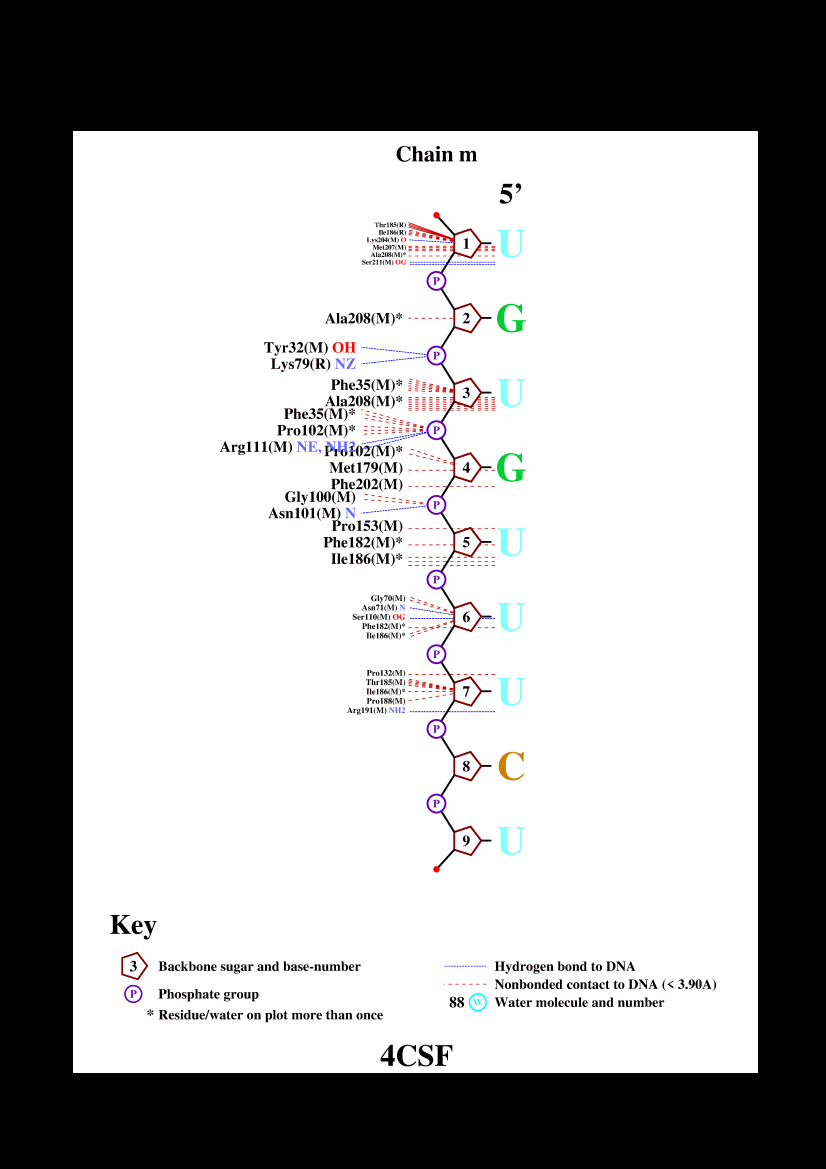 Chain m
5’
Thr185(R)
Ile186(R)
Lys204(M) O
Met207(M)
Ala208(M)*
Ser211(M) OG
1 U
P
Ala208(M)* 2 G
Tyr32(M) OH
P
Lys79(R) NZ
Phe35(M)*
3 U
Ala208(M)*
Phe35(M)*
Pro102(M)* P
Arg111(M) NE, NH2
Pro102(M)*
Met179(M) 4 G
Phe202(M)
Gly100(M)
P
Asn101(M) N
Pro153(M)
Phe182(M)* 5 U
Ile186(M)*
P
Gly70(M)
Asn71(M) N
Ser110(M) OG 6 U
Phe182(M)*
Ile186(M)*
P
Pro132(M)
Thr185(M)
Ile186(M)* 7 U
Pro188(M)
Arg191(M) NH2
P
8 C
P
9 U
Key
3 Backbone sugar and base-number
P Phosphate group
* Residue/water on plot more than once
Hydrogen bond to DNA
Nonbonded contact to DNA (< 3.90A)
88 W Water molecule and number
4CSF